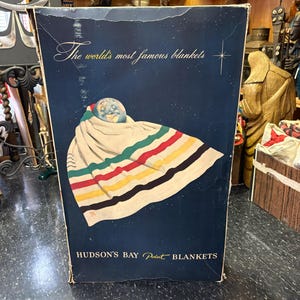 The world's most famous blankets
HUDSON'S BAY Point BLANKETS